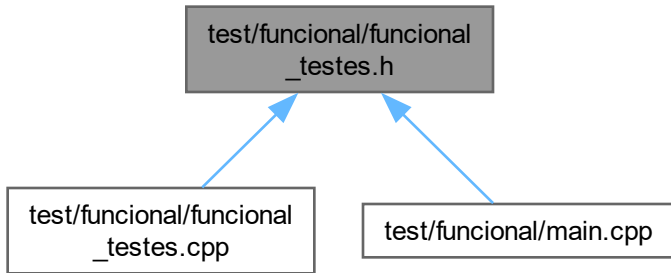 test/funcional/funcional
_testes.h
test/funcional/funcional
_testes.cpp
test/funcional/main.cpp